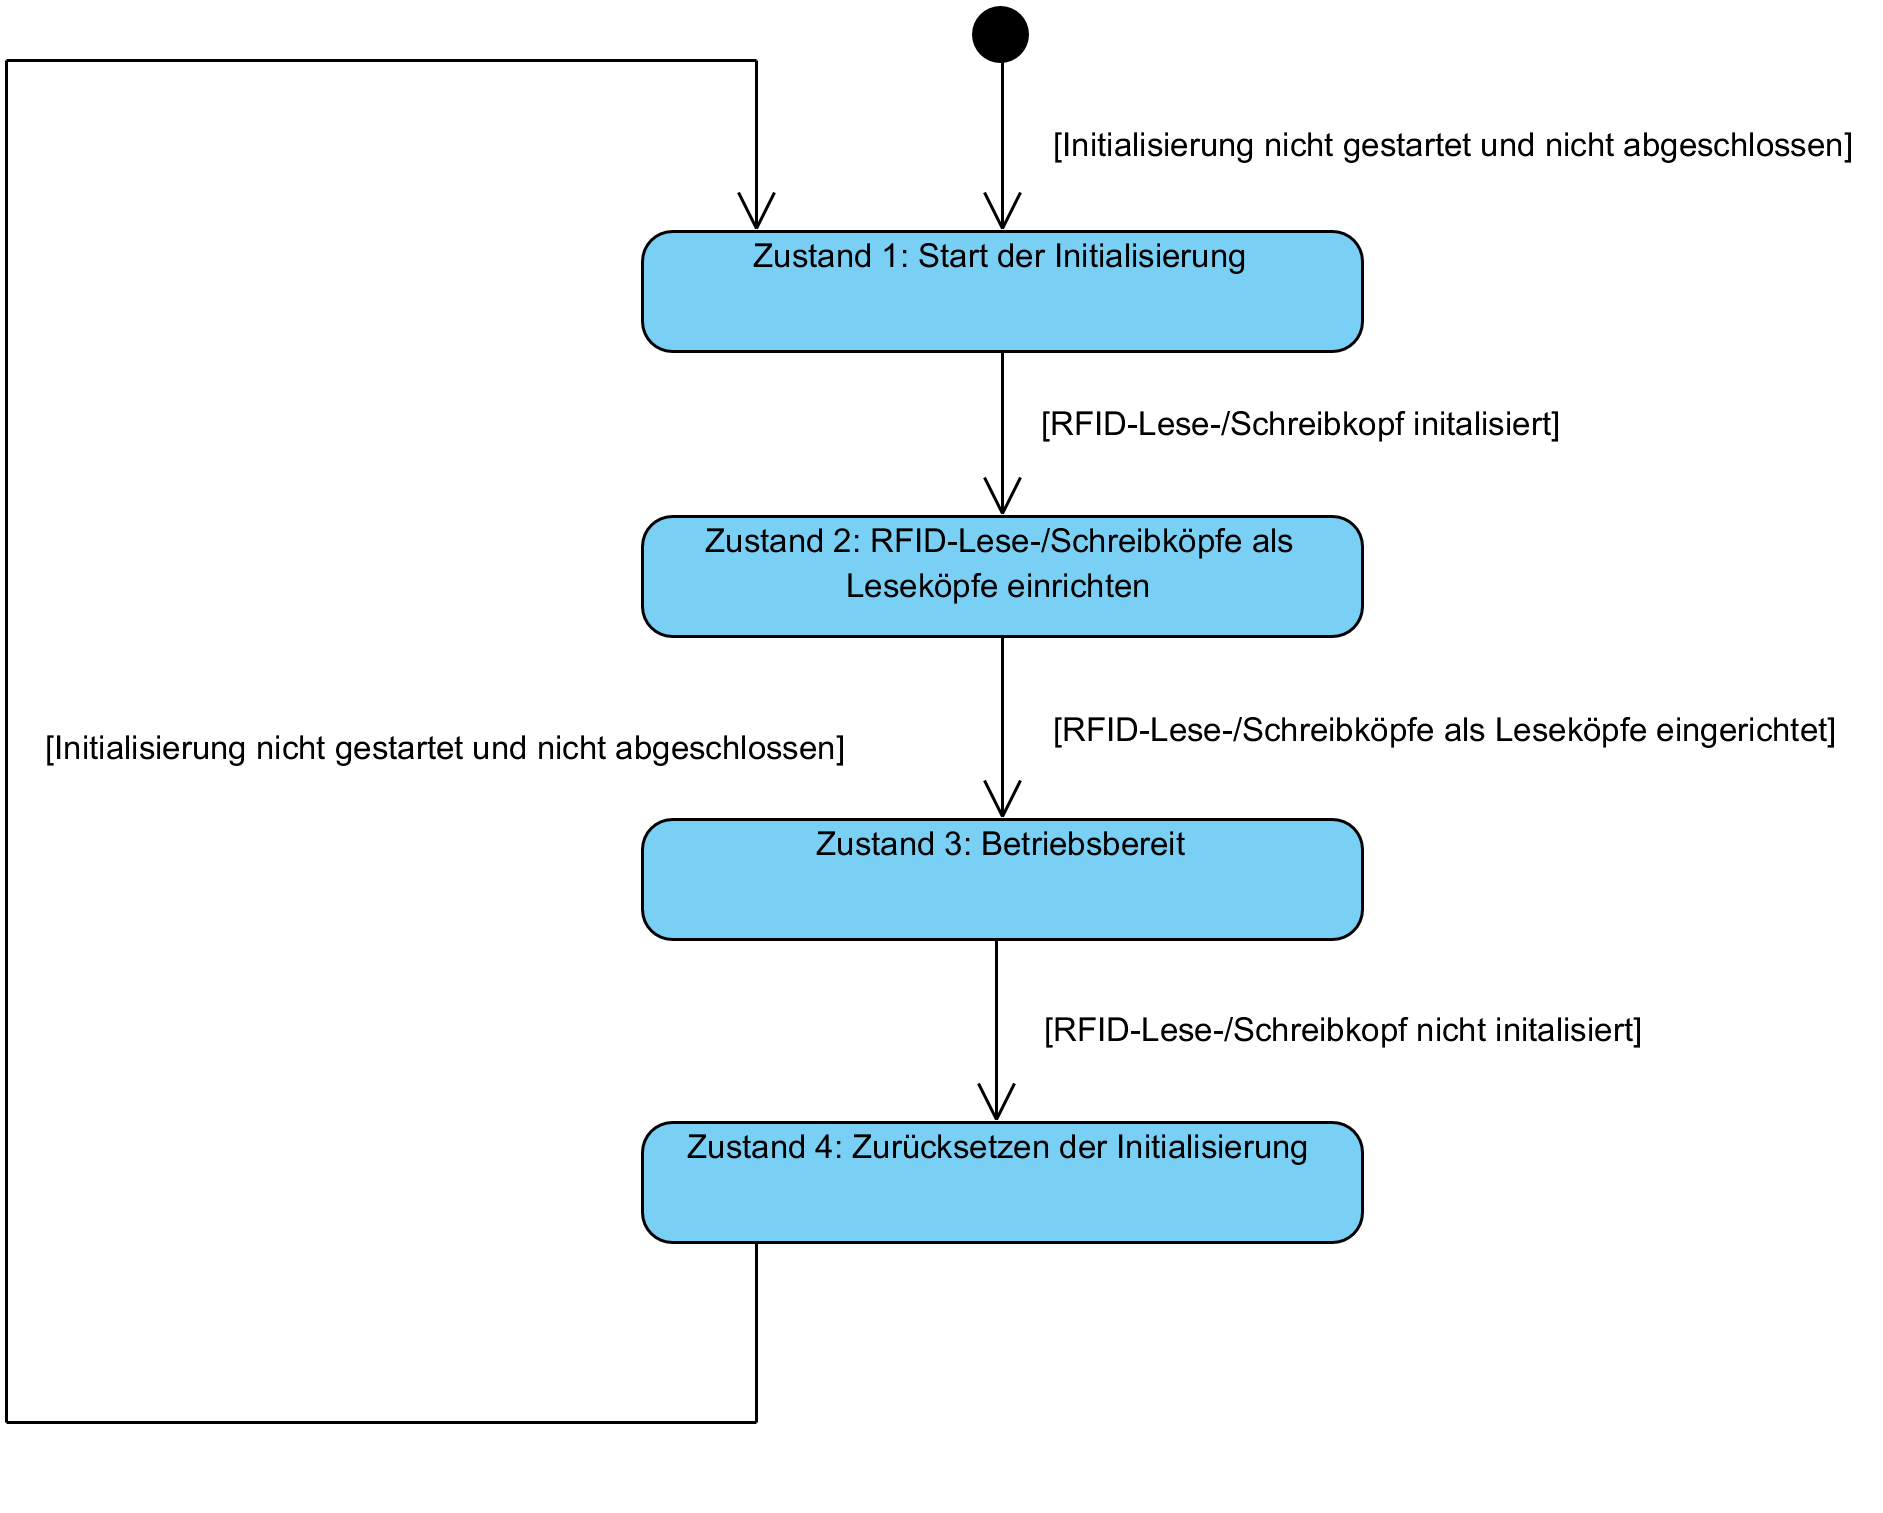 [Initialisierung nicht gestartet und nicht abgeschlossen]
Zustand 1: Start der Initialisierung
[RFID-Lese-/Schreibkopf initalisiert]
Zustand 2: RFID-Lese-/Schreibköpfe als
Leseköpfe einrichten
[RFID-Lese-/Schreibköpfe als Leseköpfe eingerichtet]
[Initialisierung nicht gestartet und nicht abgeschlossen]
Zustand 3: Betriebsbereit
[RFID-Lese-/Schreibkopf nicht initalisiert]
Zustand 4: Zurücksetzen der Initialisierung